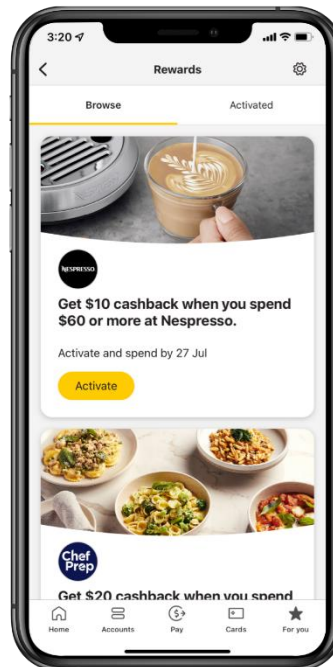 3:20
Rewards
Browse
Activated
NESPRESSO
Get $10 cashback when you spend
$60 or more at Nespresso.
Activate and spend by 27 Jul
Activate
Chef
Prep
Get $20 cashback when you spend
Home
Accounts
Pay
Cards
For you